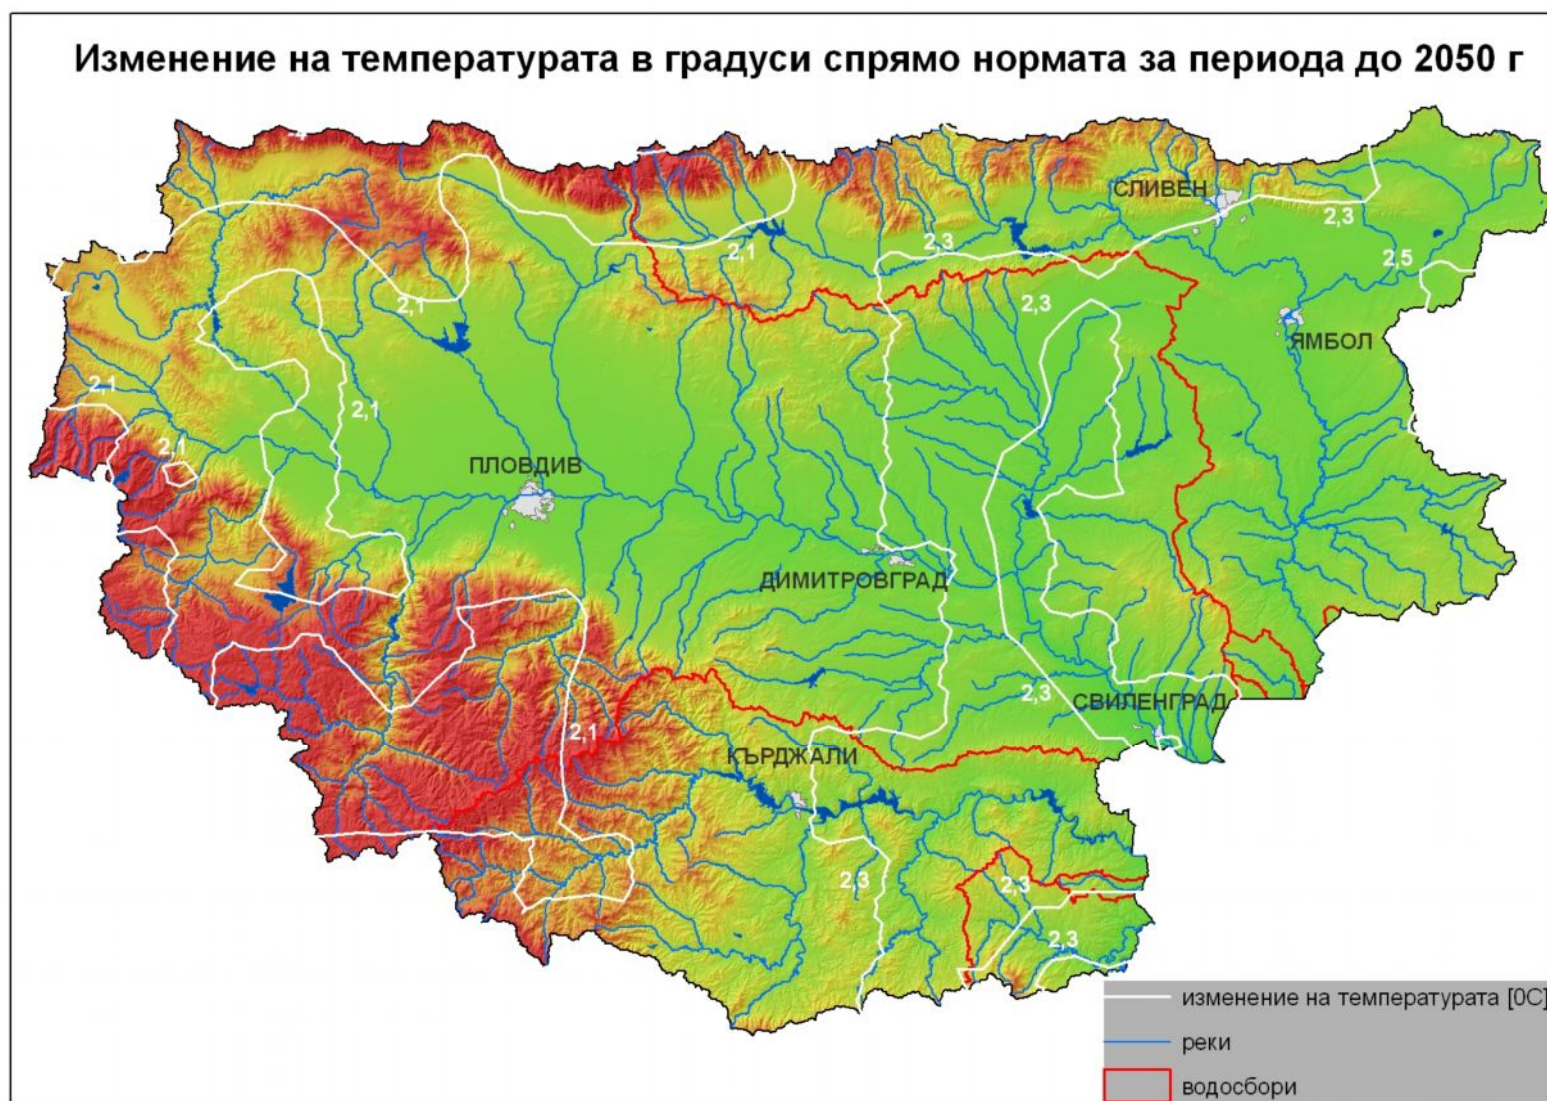 Изменение на температурата в градуси спрямо нормата за периода до 2050 г
СЛИВЕН
2,3
2,3
2,1
2,5
2,1
2,3
ЯМБОЛ
2,1
2,1
2,1
ПЛОВДИВ
ДИМИТРОВГРАД
2,3
СВИЛЕНГРАД
2,1
КЪРДЖАЛИ
2,3
2,3
2,3
изменение на температурата [0C]
реки
водосбори